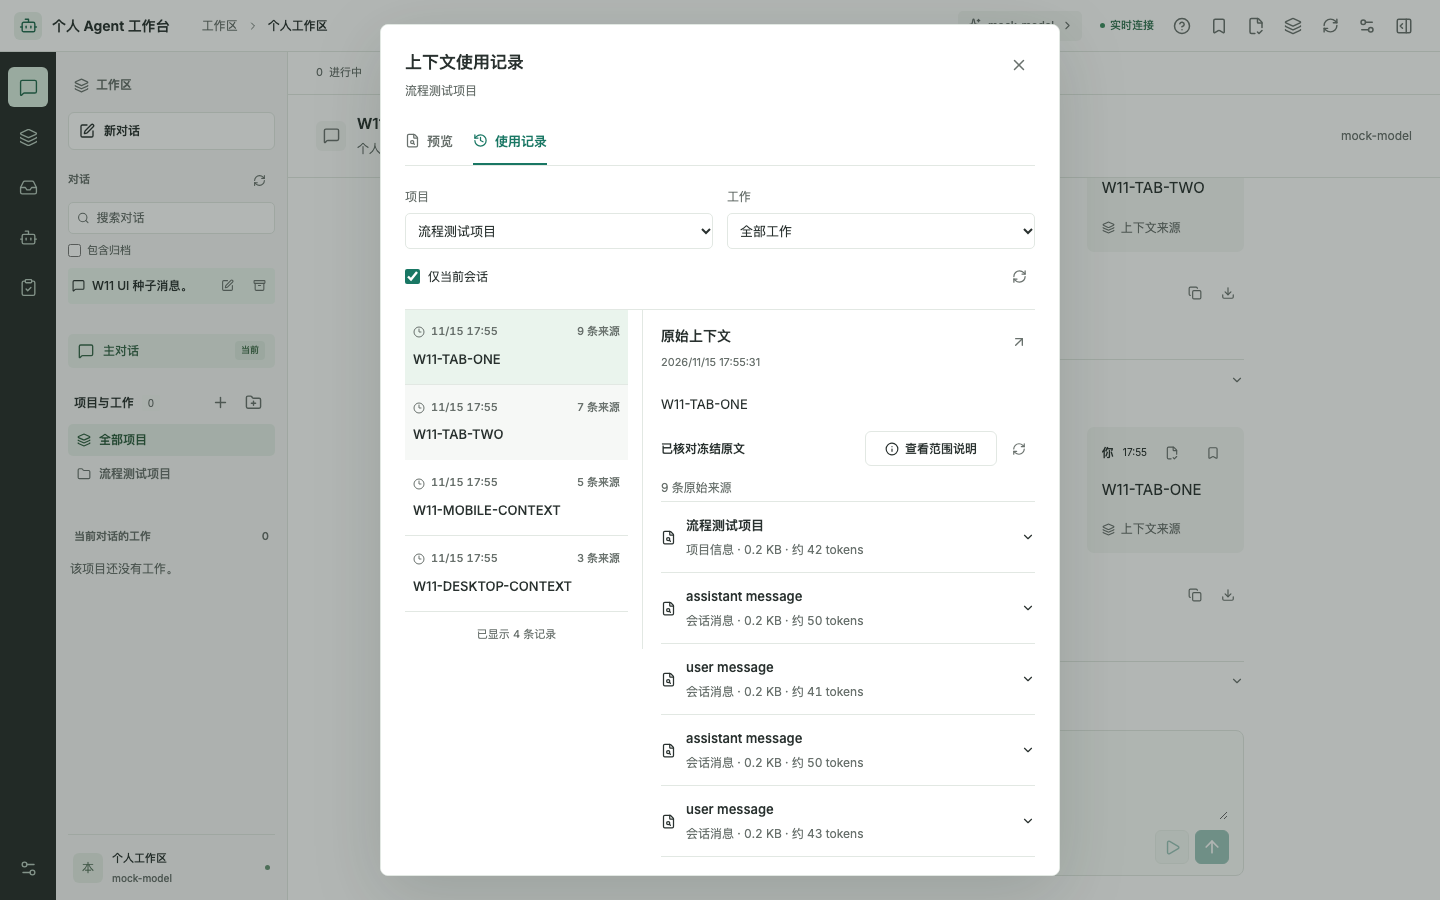 个人 Agent 工作台
工作区
个人工作区
实时连接
工作区
新对话
对话
搜索对话
包含归档
W11 UI 种子消息。
主对话
当前
项目与工作 0
全部项目
流程测试项目
当前对话的工作 0
该项目还没有工作。
本
个人工作区
mock-model
0 进行中
mock-model
上下文使用记录
流程测试项目
预览
使用记录
项目
工作
流程测试项目
全部工作
仅当前会话
11/15 17:55 9 条来源
W11-TAB-ONE
11/15 17:55 7 条来源
W11-TAB-TWO
11/15 17:55 5 条来源
W11-MOBILE-CONTEXT
11/15 17:55 3 条来源
W11-DESKTOP-CONTEXT
已显示 4 条记录
原始上下文
2026/11/15 17:55:31
W11-TAB-ONE
已核对冻结原文
查看范围说明
9 条原始来源
流程测试项目
项目信息 · 0.2 KB · 约 42 tokens
assistant message
会话消息 · 0.2 KB · 约 50 tokens
user message
会话消息 · 0.2 KB · 约 41 tokens
assistant message
会话消息 · 0.2 KB · 约 50 tokens
user message
会话消息 · 0.2 KB · 约 43 tokens
W11-TAB-TWO
上下文来源
你 17:55
W11-TAB-ONE
上下文来源